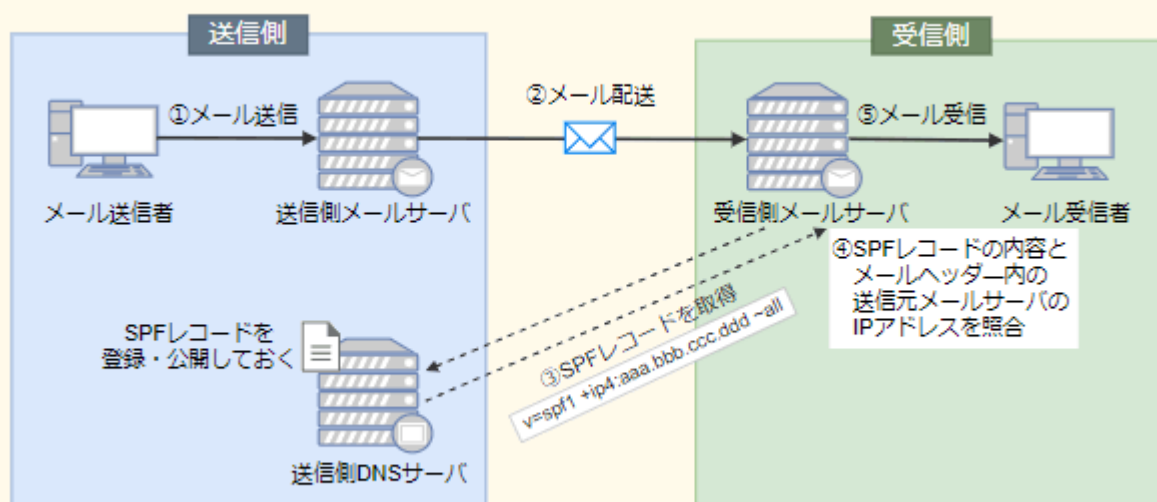 送信側
受信側
①メール送信
②メール配送
⑤メール受信
メール送信者
送信側メールサーバ
受信側メールサーバ
メール受信者
④SPFレコードの内容と
メールヘッダー内の
送信元メールサーバの
IPアドレスを照合
SPFレコードを
登録・公開しておく
③SPFレコードを取得
v=spf1 +ip4:aaa.bbb.ccc.ddd ~all
送信側DNSサーバ